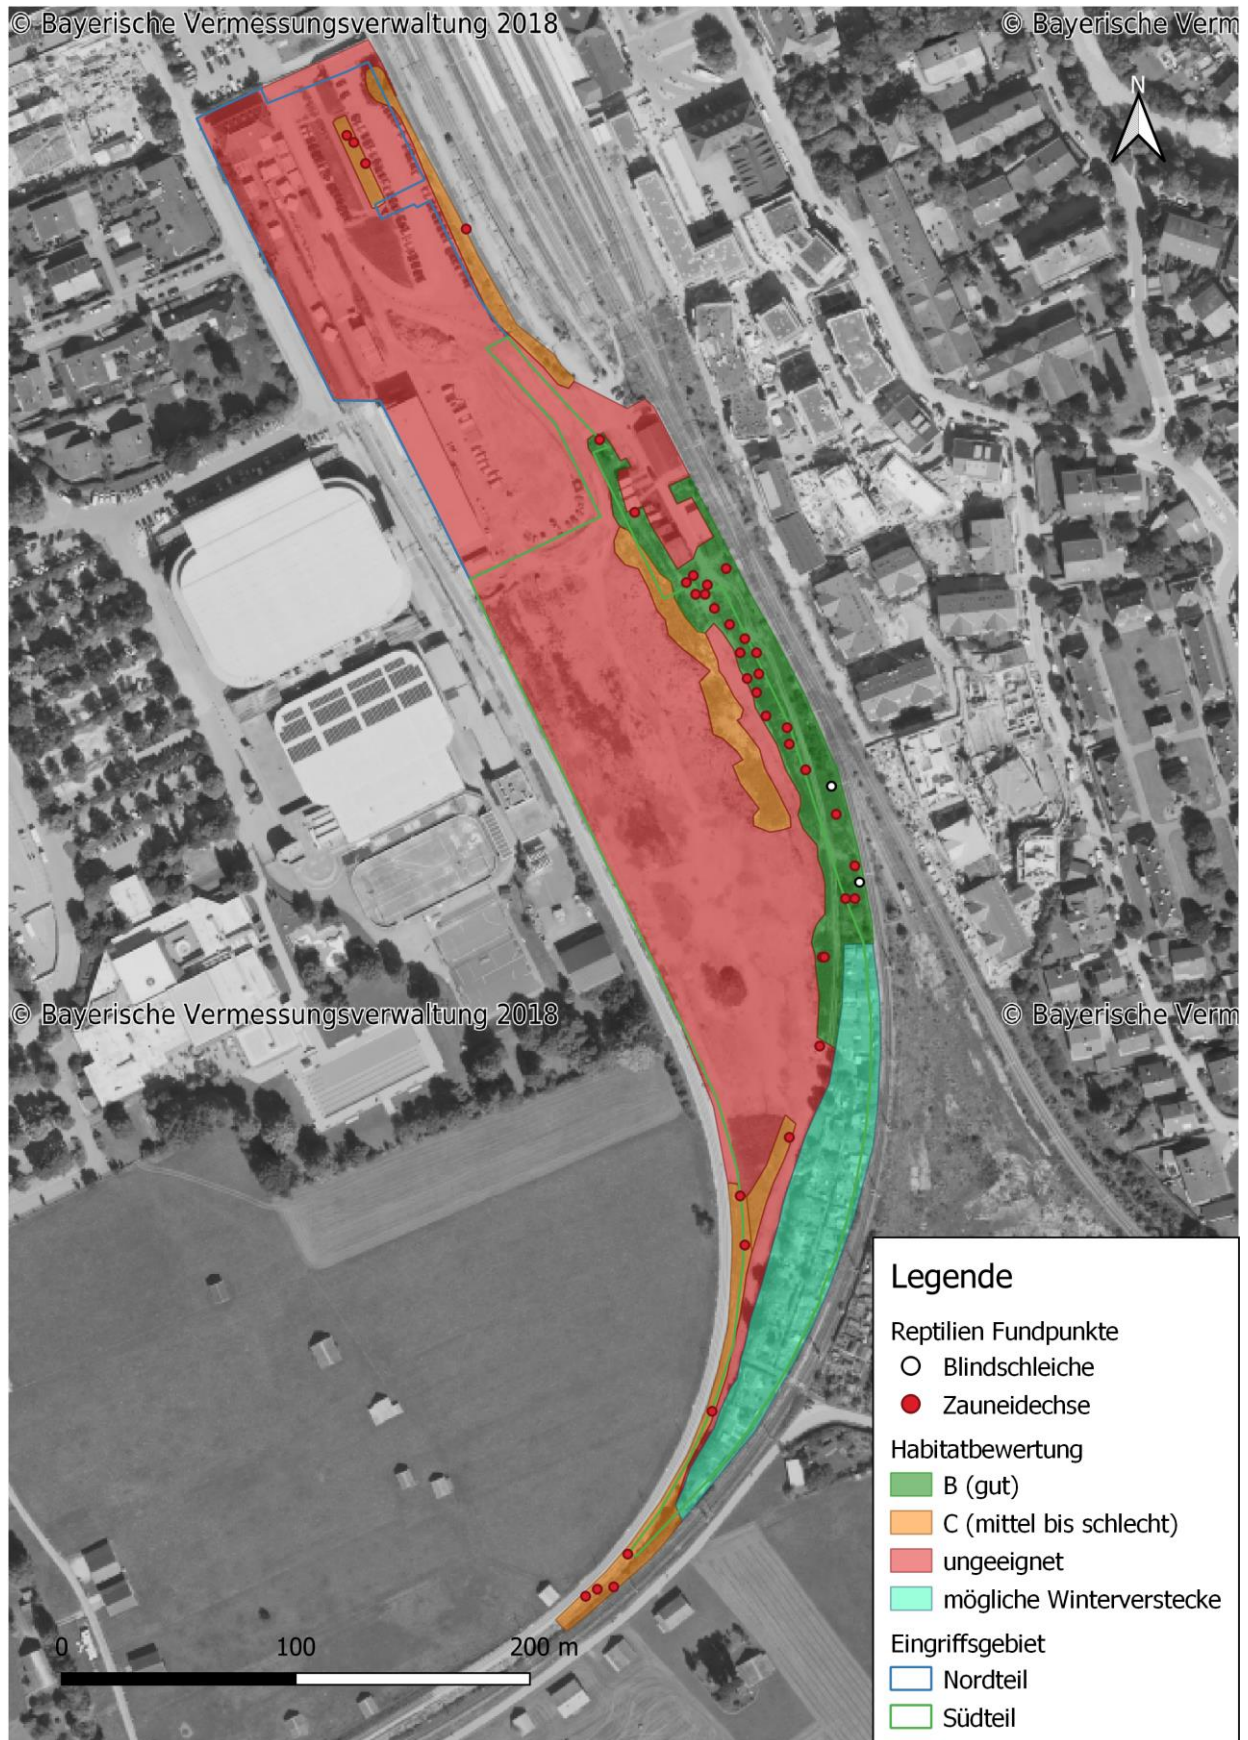 © Bayerische Vermessungsverwaltung 2018
© Bayerische Verm
N
© Bayerische Vermessungsverwaltung 2018
© Bayerische Verm
Legende
Reptilien Fundpunkte
Blindschleiche
Zauneidechse
Habitatbewertung
B (gut)
C (mittel bis schlecht)
ungeeignet
mögliche Winterverstecke
Eingriffsgebiet
Nordteil
Südteil
0 100 200 m